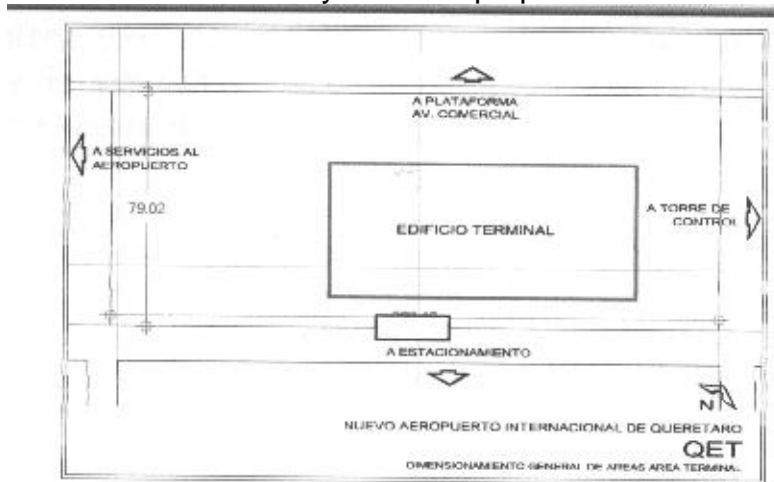 A PLATAFORMA
AV. COMERCIAL
A SERVICIOS AL
AEROPUERTO
79.02
EDIFICIO TERMINAL
A TORRE DE
CONTROL
A ESTACIONAMIENTO
N
NUEVO AEROPUERTO INTERNACIONAL DE QUERETARO
QET
DIMENSIONAMIENTO GENERAL DE AREAS AREA TERMINAL